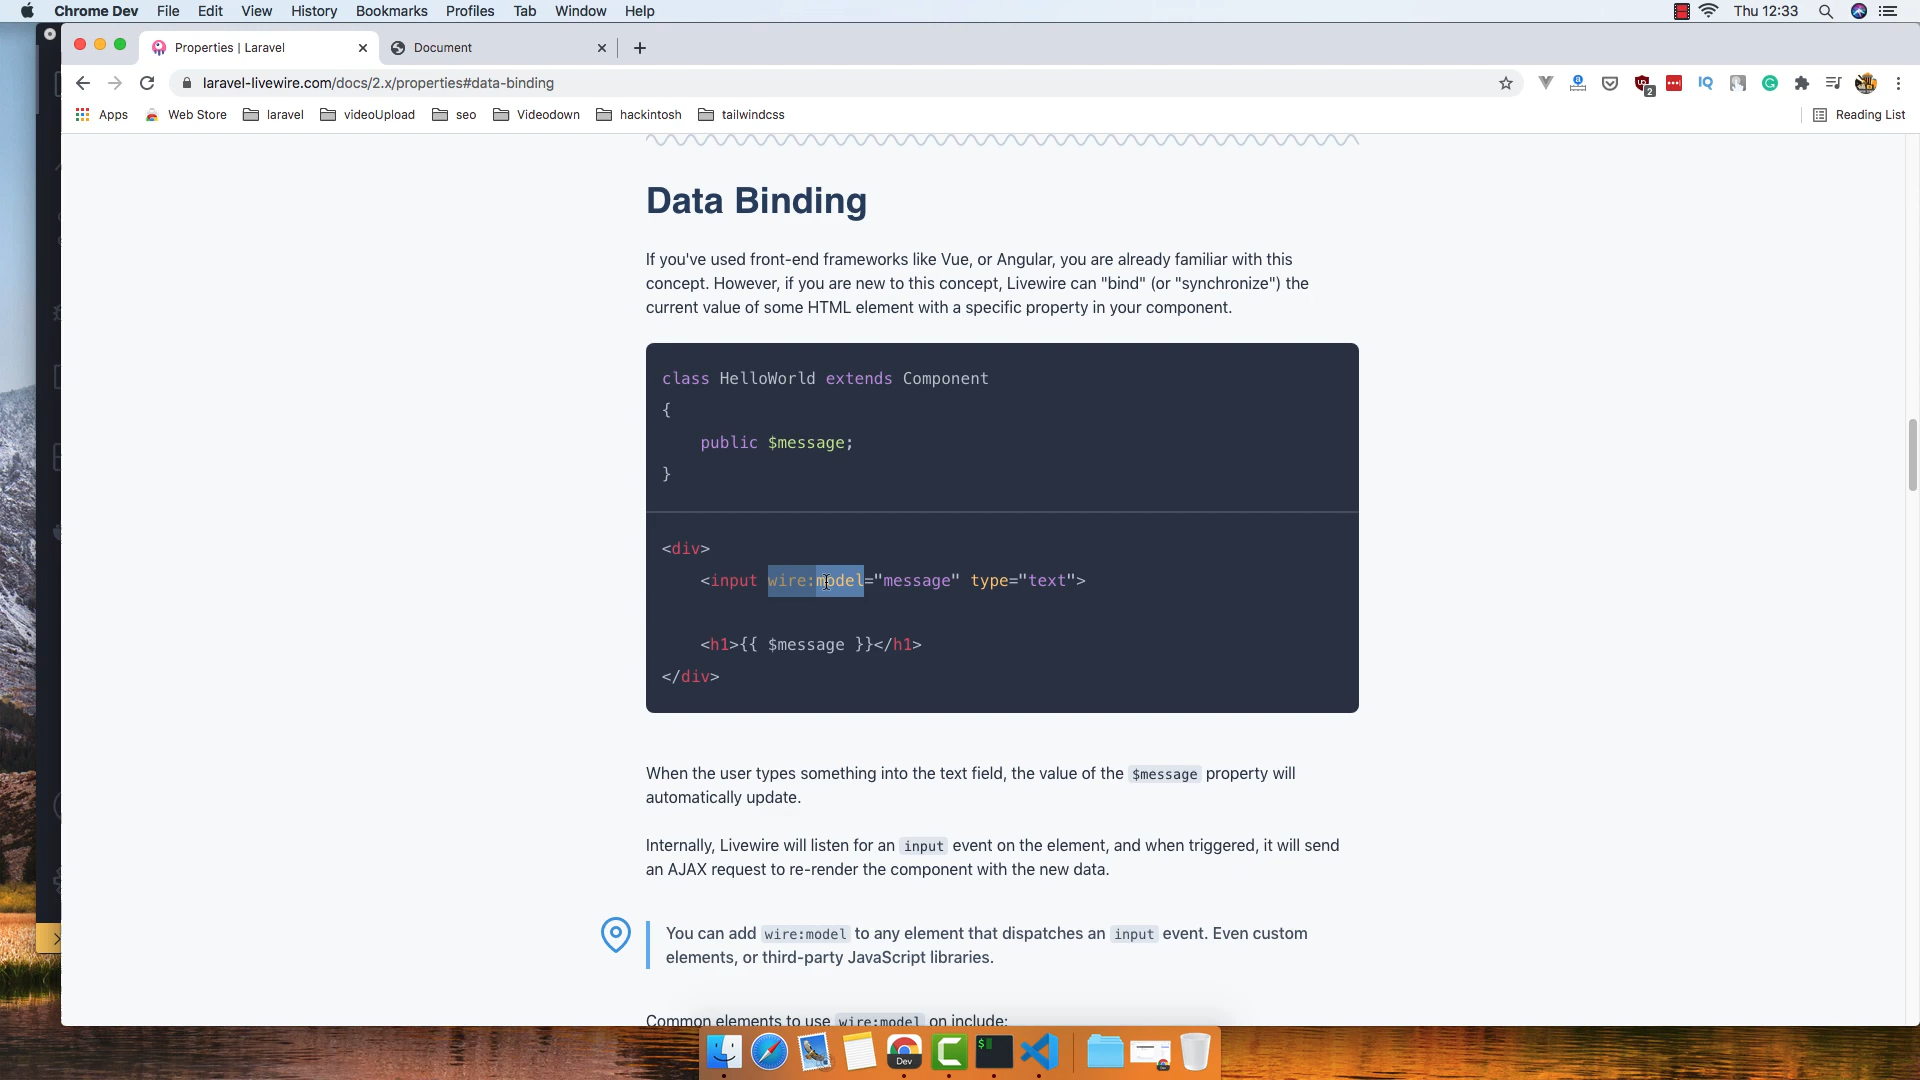 Chrome Dev File Edit View History Bookmarks Profiles Tab Window Help Thu 12:33
Properties | Laravel Document
laravel-livewire.com/docs/2.x/properties#data-binding 2 IQ
Apps Web Store laravel videoUpload seo Videodown hackintosh tailwindcss Reading List
Data Binding
If you've used front-end frameworks like Vue, or Angular, you are already familiar with this
concept. However, if you are new to this concept, Livewire can "bind" (or "synchronize") the
current value of some HTML element with a specific property in your component.
class HelloWorld extends Component
{
public $message;
}
<div>
<input wire:model="message" type="text">
<h1>{{ $message }}</h1>
</div>
When the user types something into the text field, the value of the $message property will
automatically update.
Internally, Livewire will listen for an input event on the element, and when triggered, it will send
an AJAX request to re-render the component with the new data.
You can add wire:model to any element that dispatches an input event. Even custom
elements, or third-party JavaScript libraries.
Common elements to use wire:model on include:
Dev